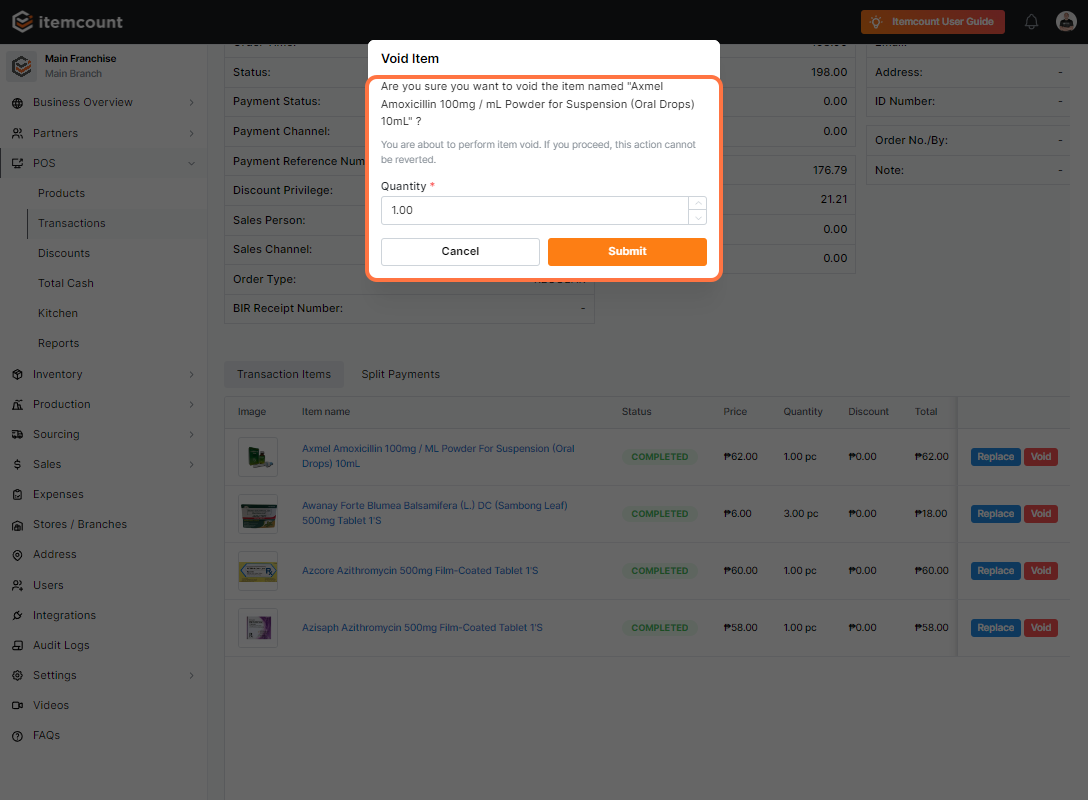 itemcount
Itemcount User Guide
Main Franchise
Main Branch
Business Overview
Partners
POS
Products
Transactions
Discounts
Total Cash
Kitchen
Reports
Inventory
Production
Sourcing
Sales
Expenses
Stores / Branches
Address
Users
Integrations
Audit Logs
Settings
Videos
FAQs
Status:
Payment Status:
Payment Channel:
Payment Reference Num
Discount Privilege:
Sales Person:
Sales Channel:
Order Type:
BIR Receipt Number: -
198.00
0.00
0.00
176.79
21.21
0.00
0.00
Address: -
ID Number: -
Order No./By: -
Note: -
Void Item
Are you sure you want to void the item named "Axmel
Amoxicillin 100mg / mL Powder for Suspension (Oral Drops)
10mL" ?
You are about to perform item void. If you proceed, this action cannot
be reverted.
Quantity *
1.00
Cancel Submit
Transaction Items Split Payments
Image Item name Status Price Quantity Discount Total
Axmel Amoxicillin 100mg / ML Powder For Suspension (Oral
Drops) 10mL
COMPLETED ₱62.00 1.00 pc ₱0.00 ₱62.00 Replace Void
Awanay Forte Blumea Balsamifera (L.) DC (Sambong Leaf)
500mg Tablet 1'S
COMPLETED ₱6.00 3.00 pc ₱0.00 ₱18.00 Replace Void
Azcore Azithromycin 500mg Film-Coated Tablet 1'S COMPLETED ₱60.00 1.00 pc ₱0.00 ₱60.00 Replace Void
Azisaph Azithromycin 500mg Film-Coated Tablet 1'S COMPLETED ₱58.00 1.00 pc ₱0.00 ₱58.00 Replace Void